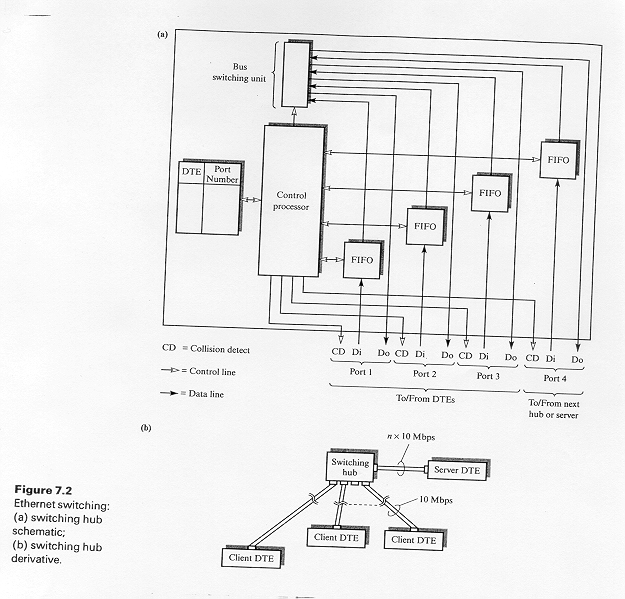 (a)
Bus
switching unit
DTE Port
Number
Control
processor
FIFO
FIFO
FIFO
FIFO
CD Di Do CD Di Do CD Di Do CD Di Do
Port 1 Port 2 Port 3 Port 4
To/From DTEs
To/From next
hub or server
CD = Collision detect
= Control line
= Data line
(b)
n × 10 Mbps
Switching
hub
Server DTE
10 Mbps
Client DTE
Client DTE
Client DTE
Figure 7.2
Ethernet switching:
(a) switching hub
schematic;
(b) switching hub
derivative.